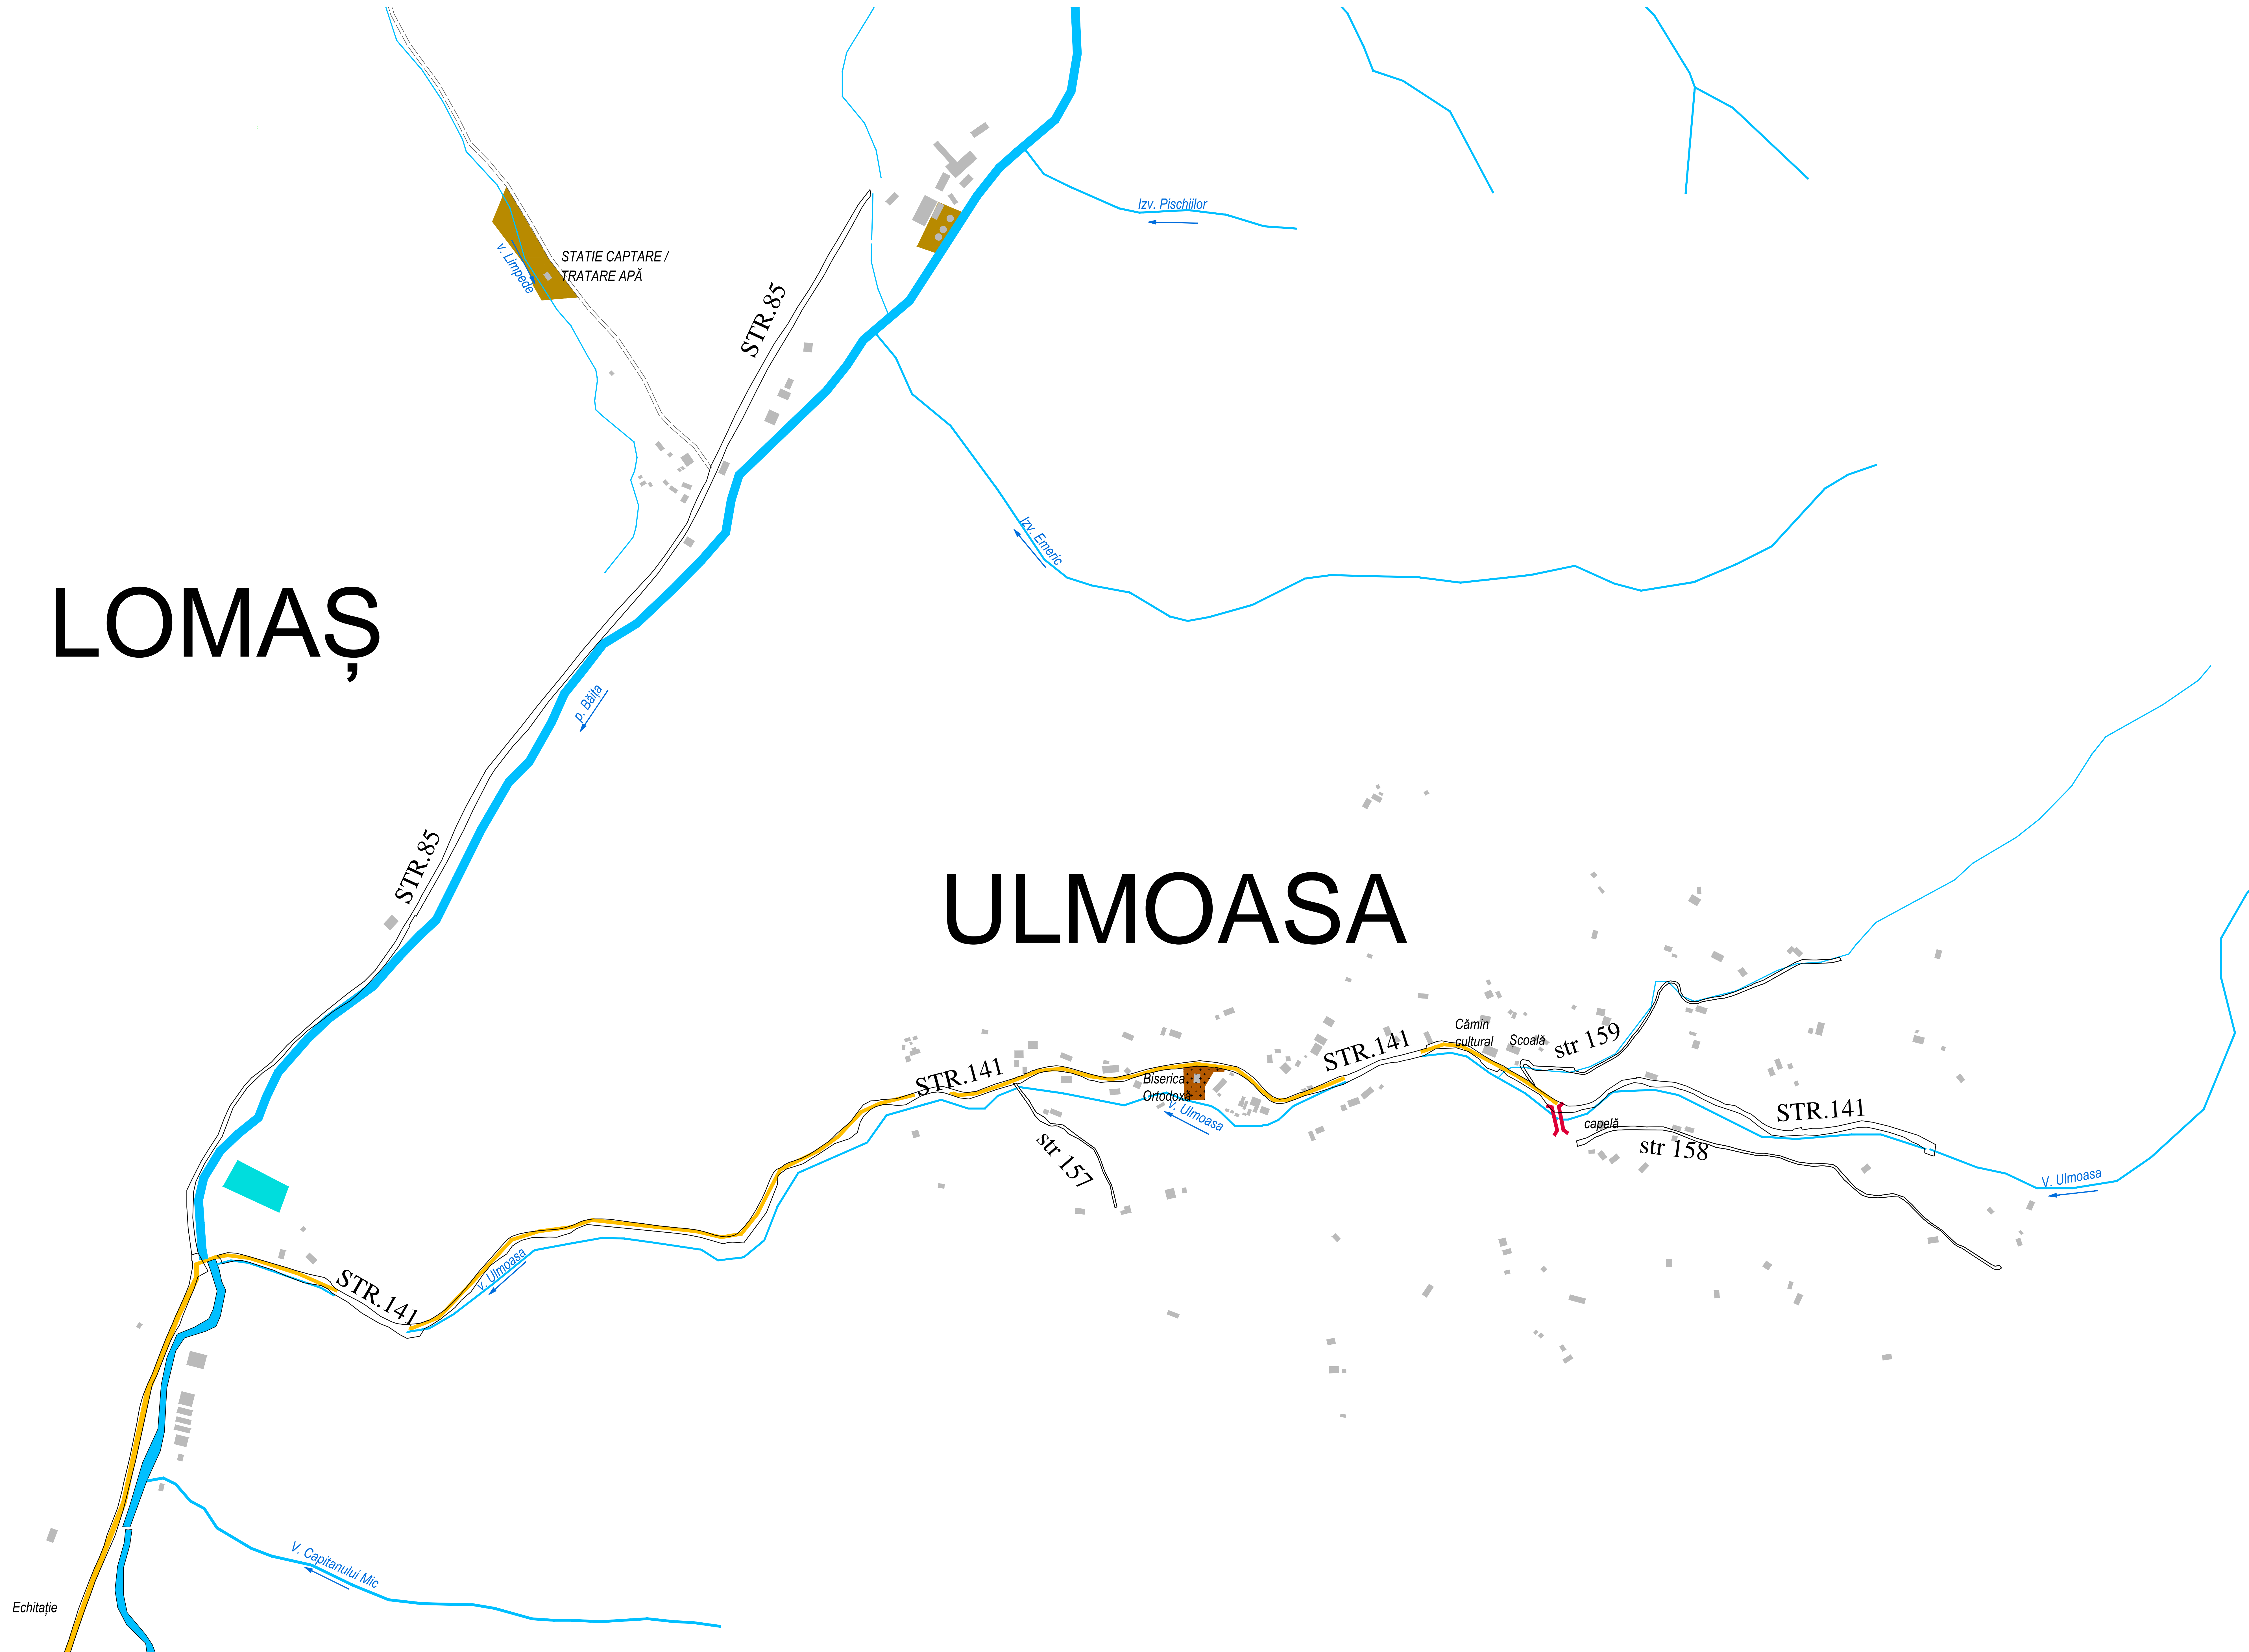 Izv. Pischiilor
STATIE CAPTARE /
TRATARE APĂ
v. Limpede
STR.85
Izv. Emeric
LOMAȘ
p. Băița
STR.85
ULMOASA
Cămin
cultural
Scoală
str 159
STR.141
STR.141
Biserica
Ortodoxă
v. Ulmoasa
STR.141
capelă
str 157
str 158
V. Ulmoasa
v. Ulmoasa
STR.141
V. Capitanului Mic
Echitație